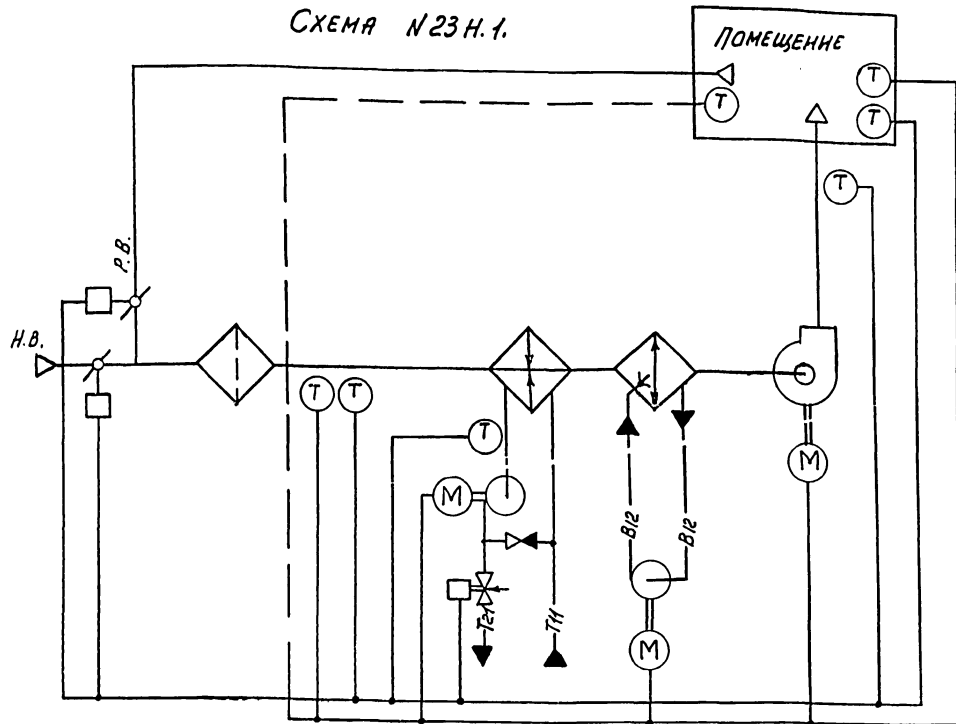 Схема N23Н.1.
Помещение
Т
Т
Т
Т
Р.В.
Н.В.
Т
Т
Т
М
М
В12
В12
Т21
Т11
М